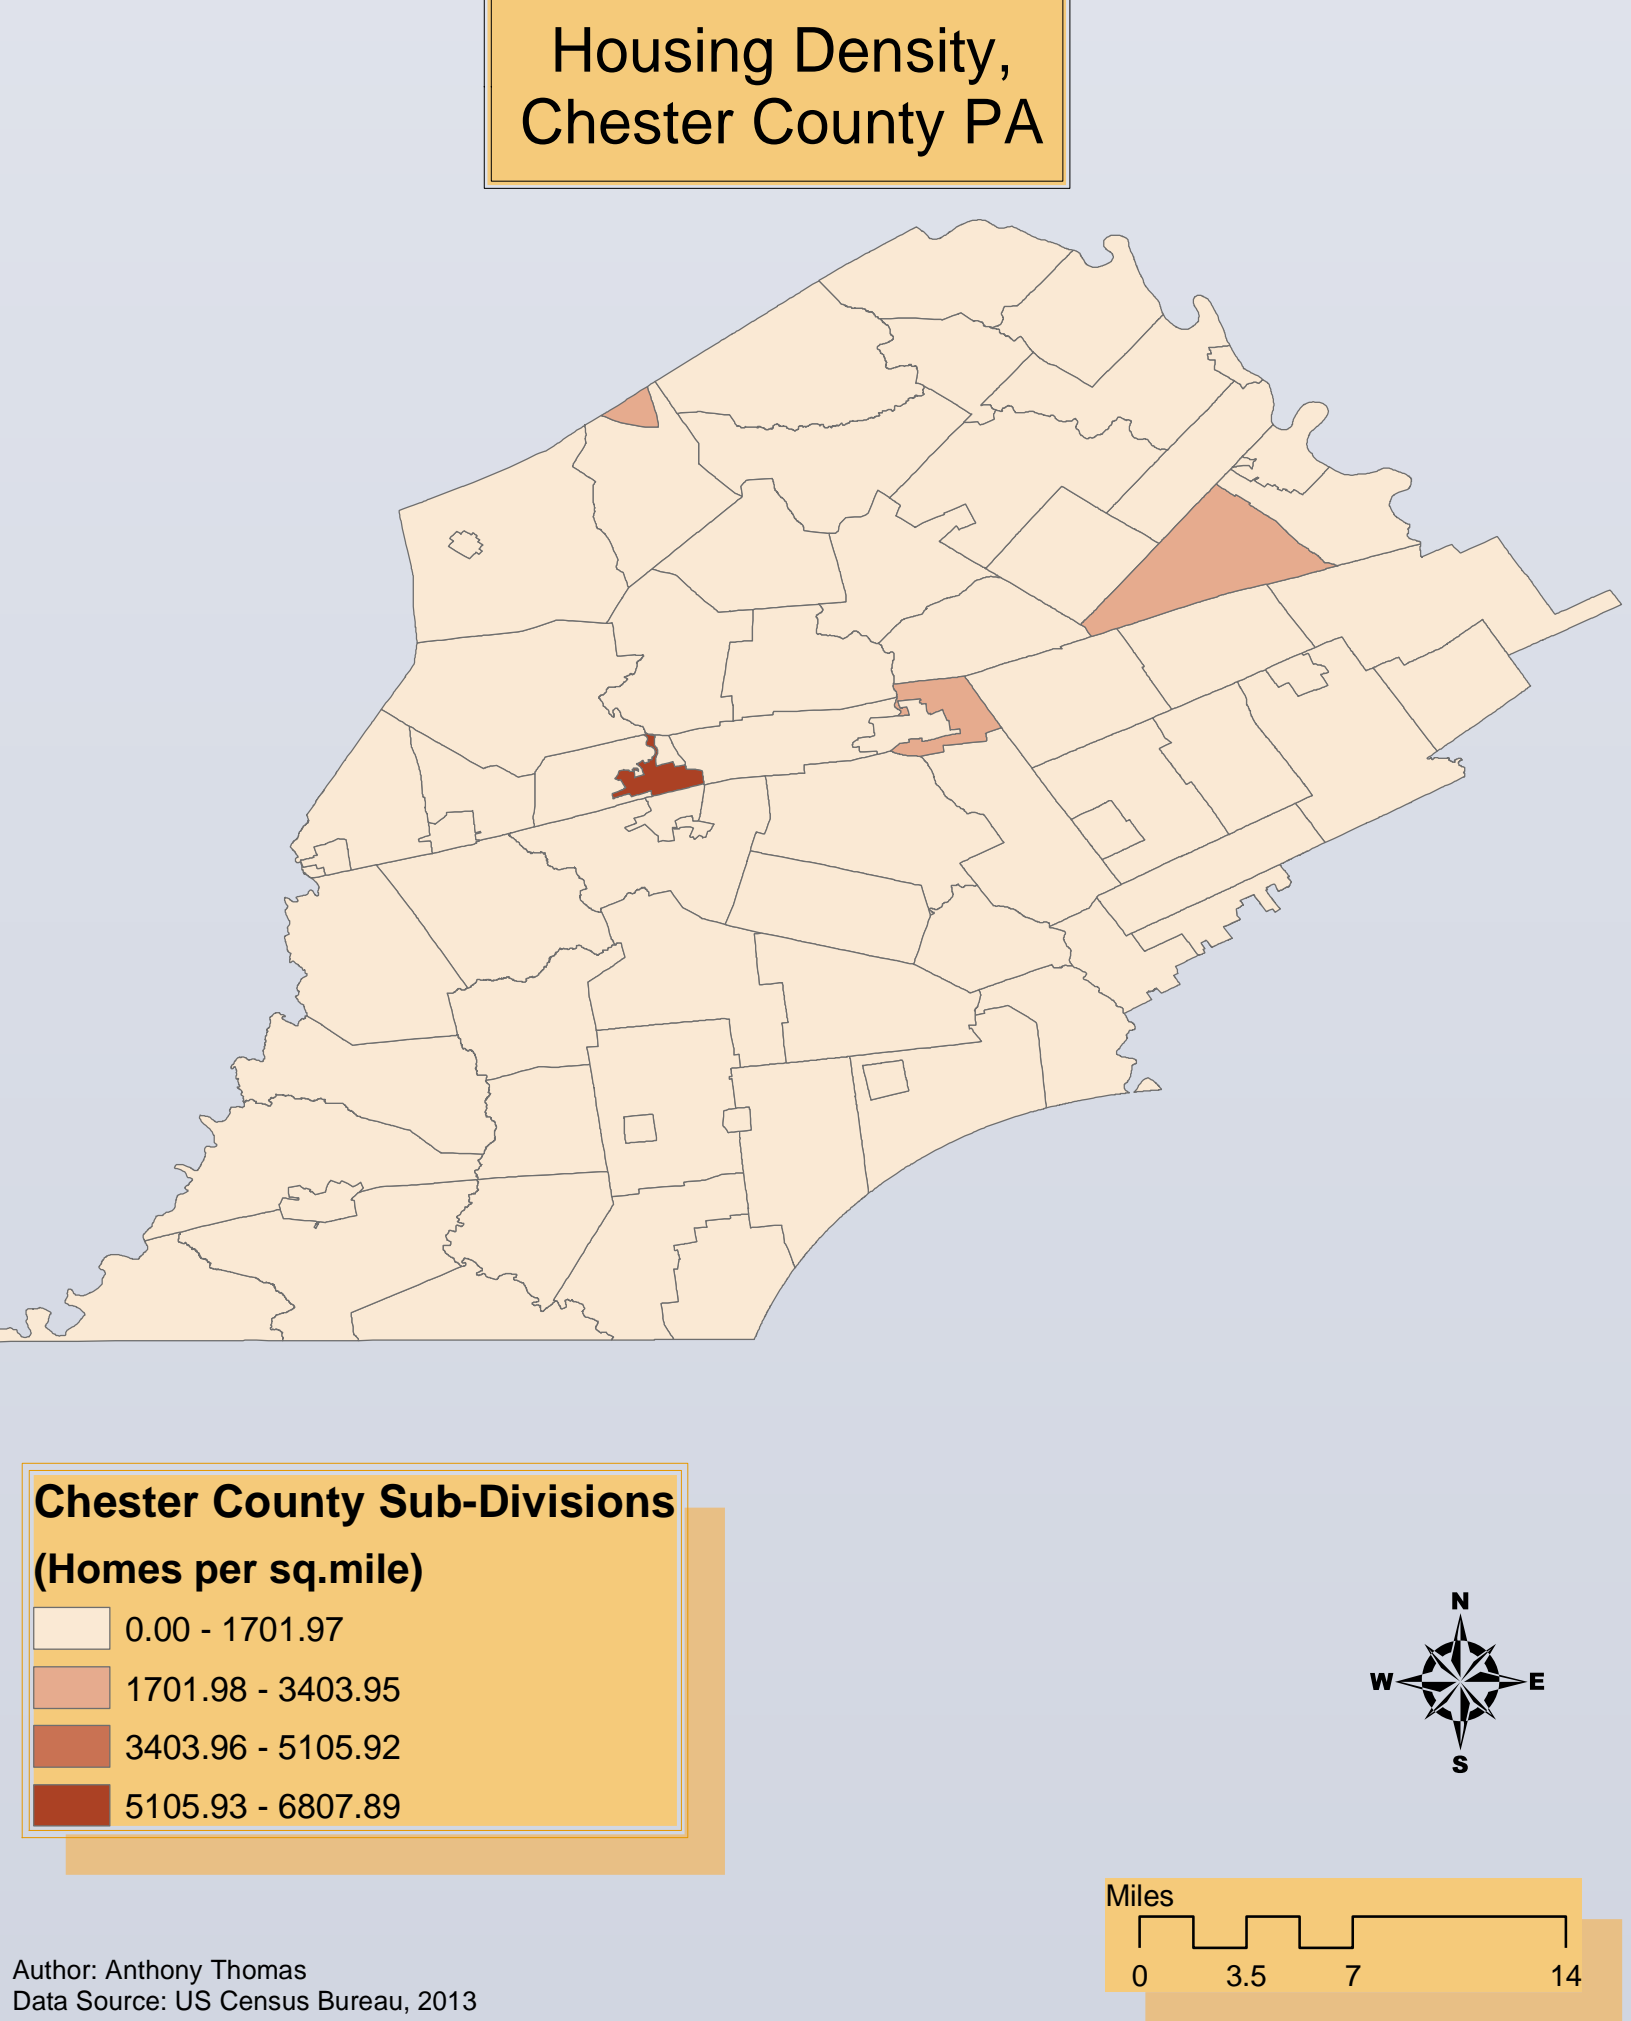 Housing Density,
Chester County PA
Chester County Sub-Divisions
(Homes per sq.mile)
0.00 - 1701.97
1701.98 - 3403.95
3403.96 - 5105.92
5105.93 - 6807.89
N
W E
S
Miles
0 3.5 7 14
Author: Anthony Thomas
Data Source: US Census Bureau, 2013